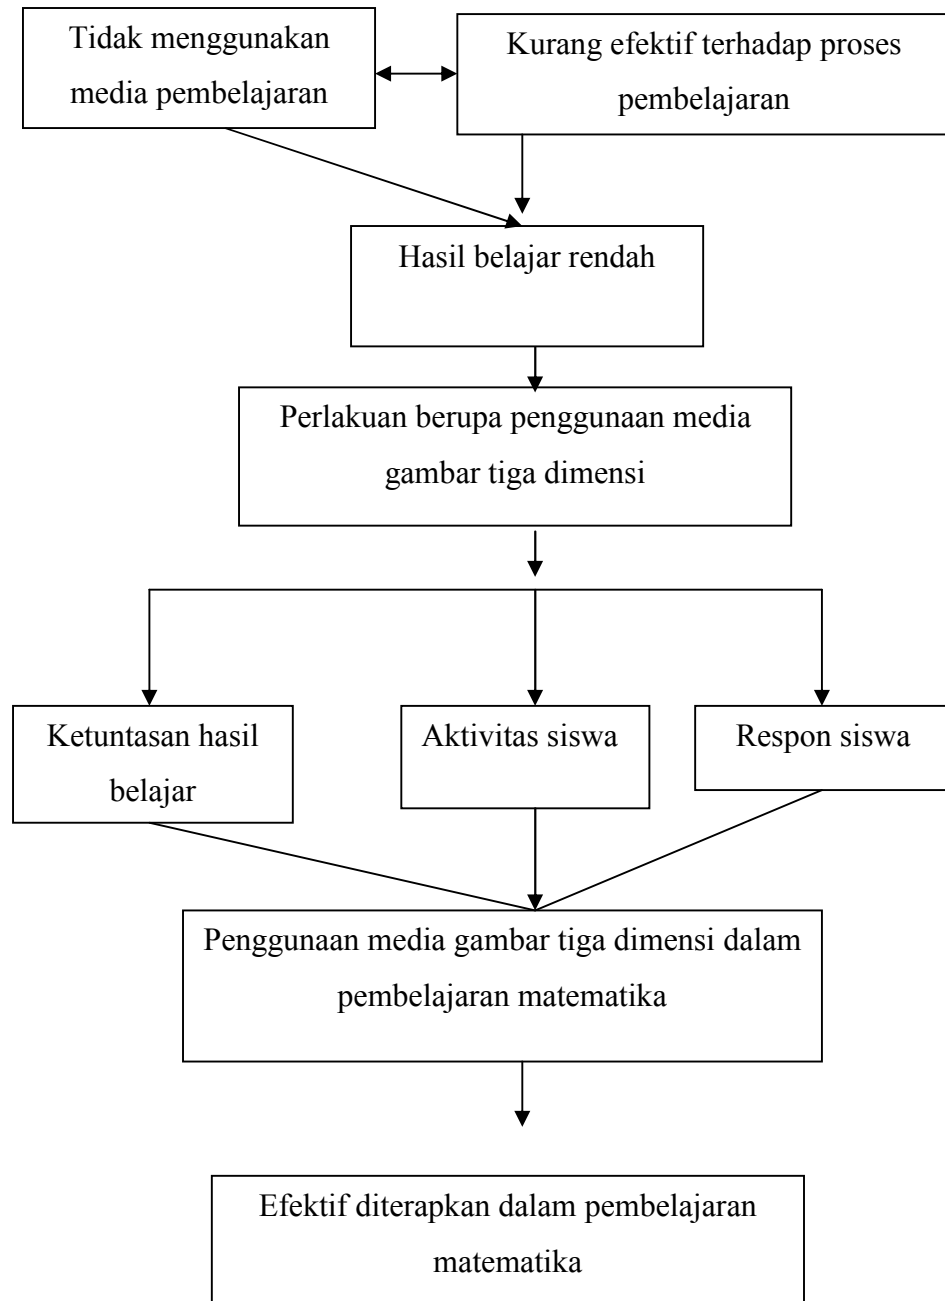 Tidak menggunakan
media pembelajaran
Kurang efektif terhadap proses
pembelajaran
Hasil belajar rendah
Perlakuan berupa penggunaan media
gambar tiga dimensi
Ketuntasan hasil
belajar
Aktivitas siswa
Respon siswa
Penggunaan media gambar tiga dimensi dalam
pembelajaran matematika
Efektif diterapkan dalam pembelajaran
matematika